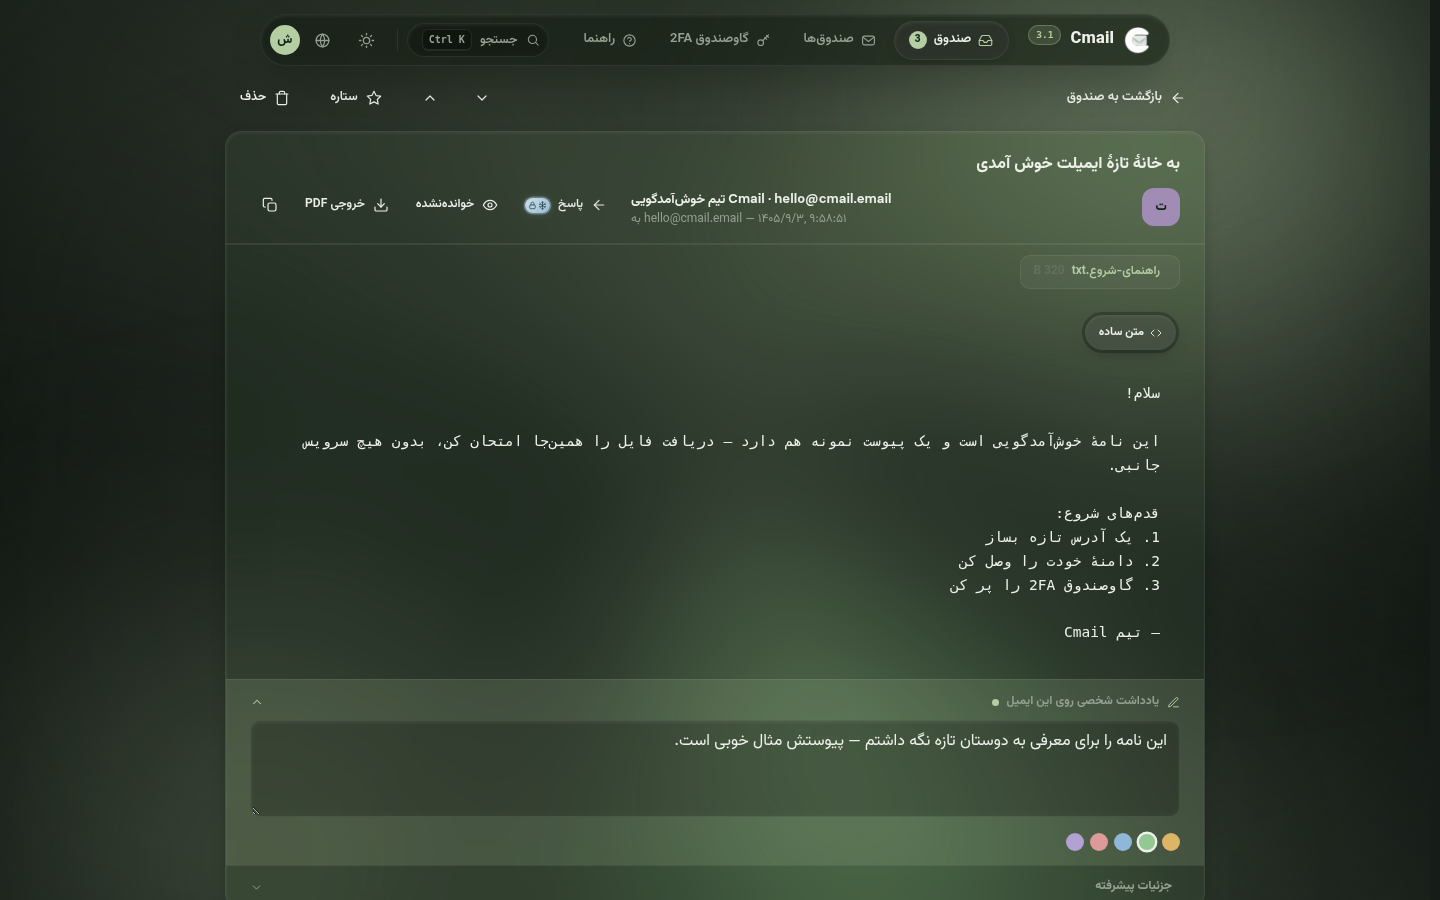 Cmail 3.1 صندوق 3 صندوق‌ها گاوصندوق 2FA راهنما جستجو Ctrl K ش
بازگشت به صندوق ستاره حذف
به خانهٔ تازهٔ ایمیلت خوش آمدی
ت تیم خوش‌آمدگویی Cmail · hello@cmail.email پاسخ خوانده‌نشده خروجی PDF
به hello@cmail.email — ۱۴۰۵/۹/۳, ۹:۵۸:۵۱
راهنمای-شروع.txt 320 B
متن ساده
سلام!
این نامهٔ خوش‌آمدگویی است و یک پیوست نمونه هم دارد — دریافت فایل را همین‌جا امتحان کن، بدون هیچ سرویس
جانبی.
قدم‌های شروع:
1. یک آدرس تازه بساز
2. دامنهٔ خودت را وصل کن
3. گاوصندوق 2FA را پر کن
— تیم Cmail
یادداشت شخصی روی این ایمیل
این نامه را برای معرفی به دوستان تازه نگه داشتم — پیوستش مثال خوبی است.
جزئیات پیشرفته